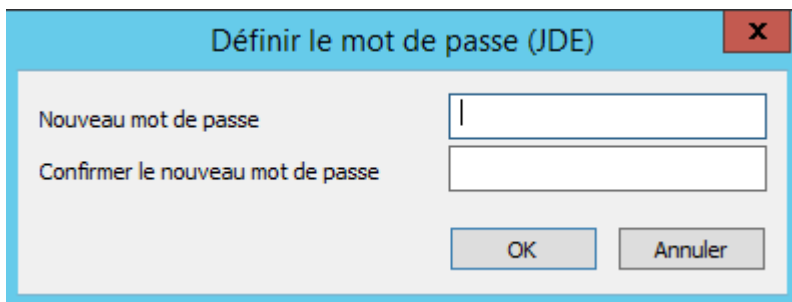 Définir le mot de passe (JDE)
x
Nouveau mot de passe
Confirmer le nouveau mot de passe
OK Annuler